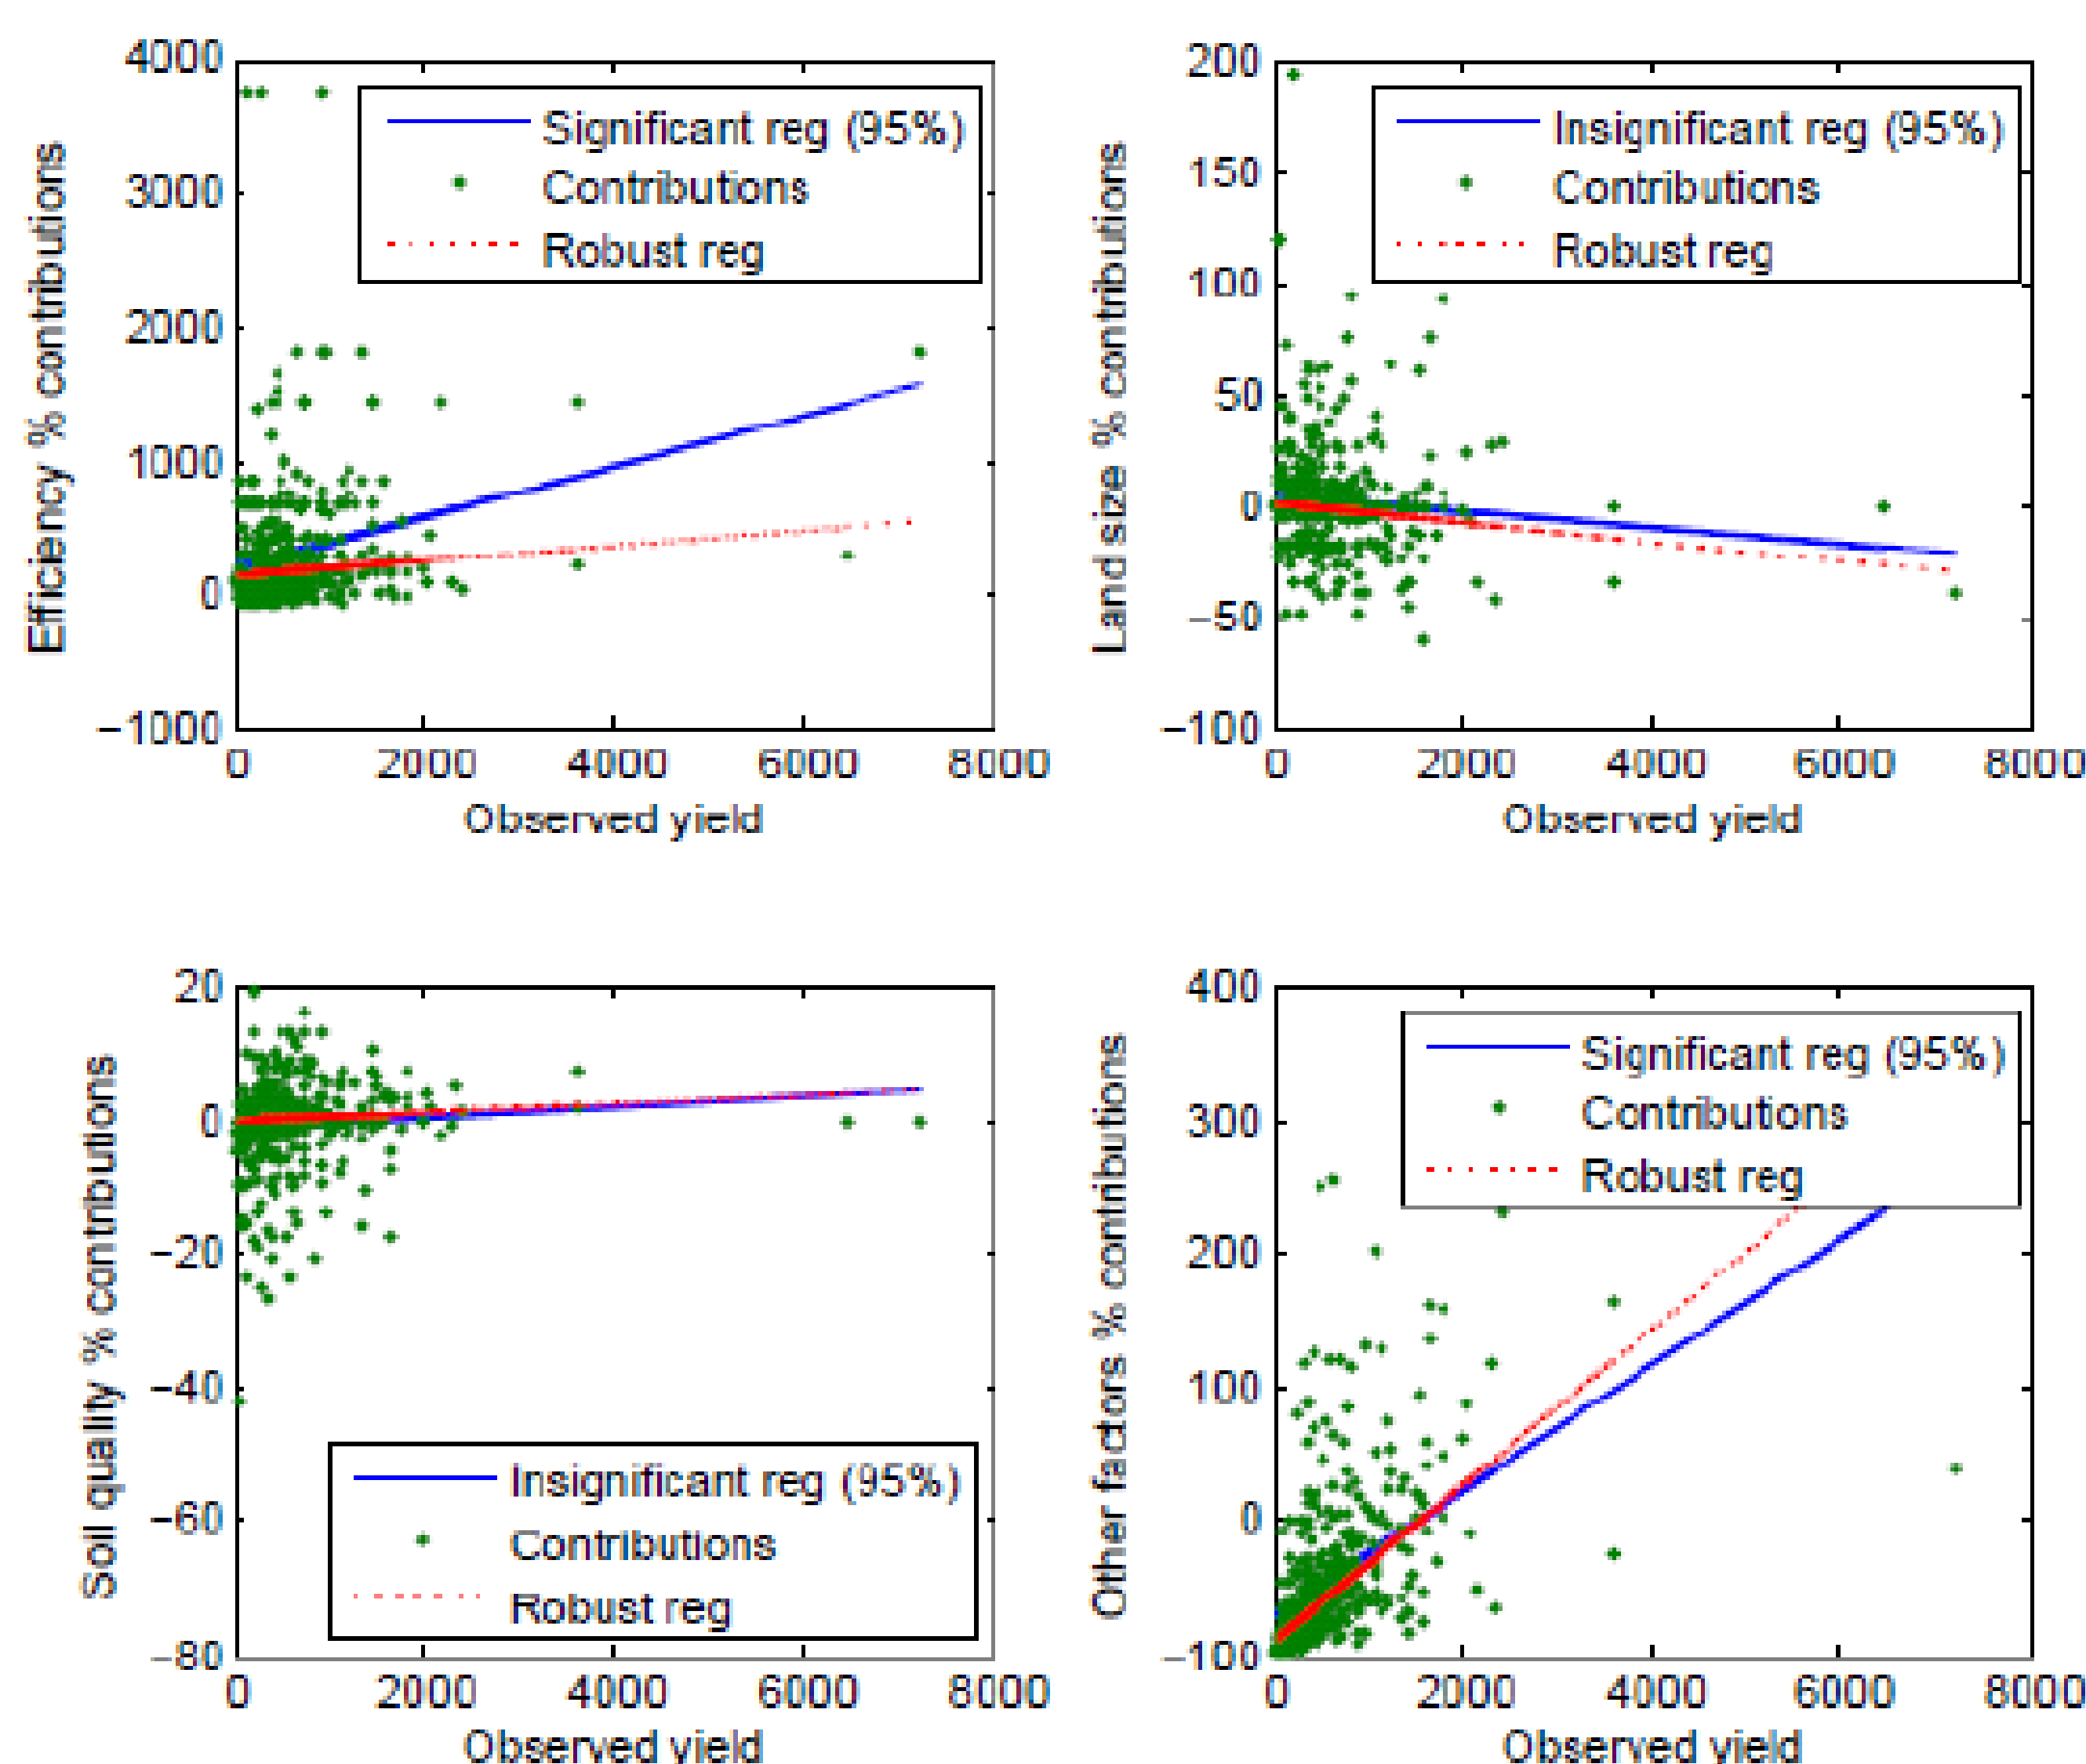 4000
3000
2000
1000
0
−1000
Efficiency % contributions
Significant reg (95%)
Contributions
Robust reg
0 2000 4000 6000 8000
Observed yield
200
150
100
50
0
−50
−100
Land size % contributions
Insignificant reg (95%)
Contributions
Robust reg
0 2000 4000 6000 8000
Observed yield
20
0
−20
−40
−60
−80
Soil quality % contributions
Insignificant reg (95%)
Contributions
Robust reg
0 2000 4000 6000 8000
Observed yield
400
300
200
100
0
−100
Other factors % contributions
Significant reg (95%)
Contributions
Robust reg
0 2000 4000 6000 8000
Observed yield